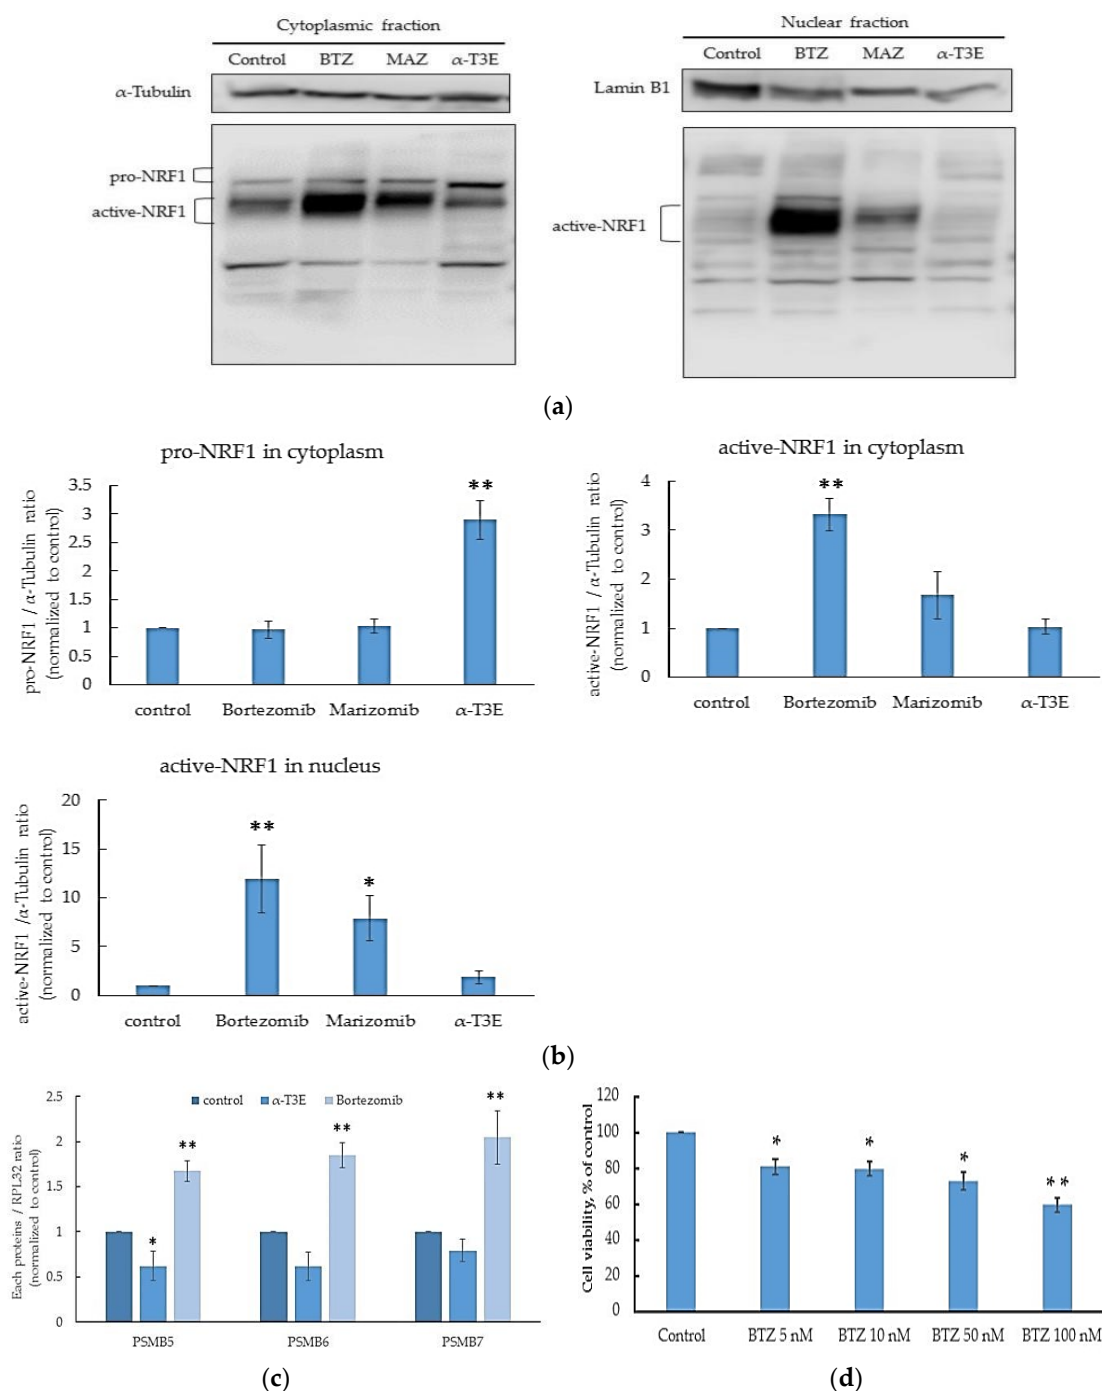 Cytoplasmic fraction
Control BTZ MAZ α-T3E
α-Tubulin
pro-NRF1
active-NRF1
Nuclear fraction
Control BTZ MAZ α-T3E
Lamin B1
active-NRF1
(a)
pro-NRF1 in cytoplasm
pro-NRF1 / α-Tubulin ratio
(normalized to control)
3.5
3
2.5
2
1.5
1
0.5
0
**
control Bortezomib Marizomib α-T3E
active-NRF1 in cytoplasm
active-NRF1 / α-Tubulin ratio
(normalized to control)
4
3
2
1
0
**
control Bortezomib Marizomib α-T3E
active-NRF1 in nucleus
active-NRF1 /α-Tubulin ratio
(normalized to control)
20
15
10
5
0
**
*
control Bortezomib Marizomib α-T3E
(b)
Each proteins / RPL32 ratio
(normalized to control)
2.5
2
1.5
1
0.5
0
control α-T3E Bortezomib
*
**
**
**
PSMB5 PSMB6 PSMB7
(c)
Cell viability, % of control
120
100
80
60
40
20
0
*
*
*
**
Control BTZ 5 nM BTZ 10 nM BTZ 50 nM BTZ 100 nM
(d)